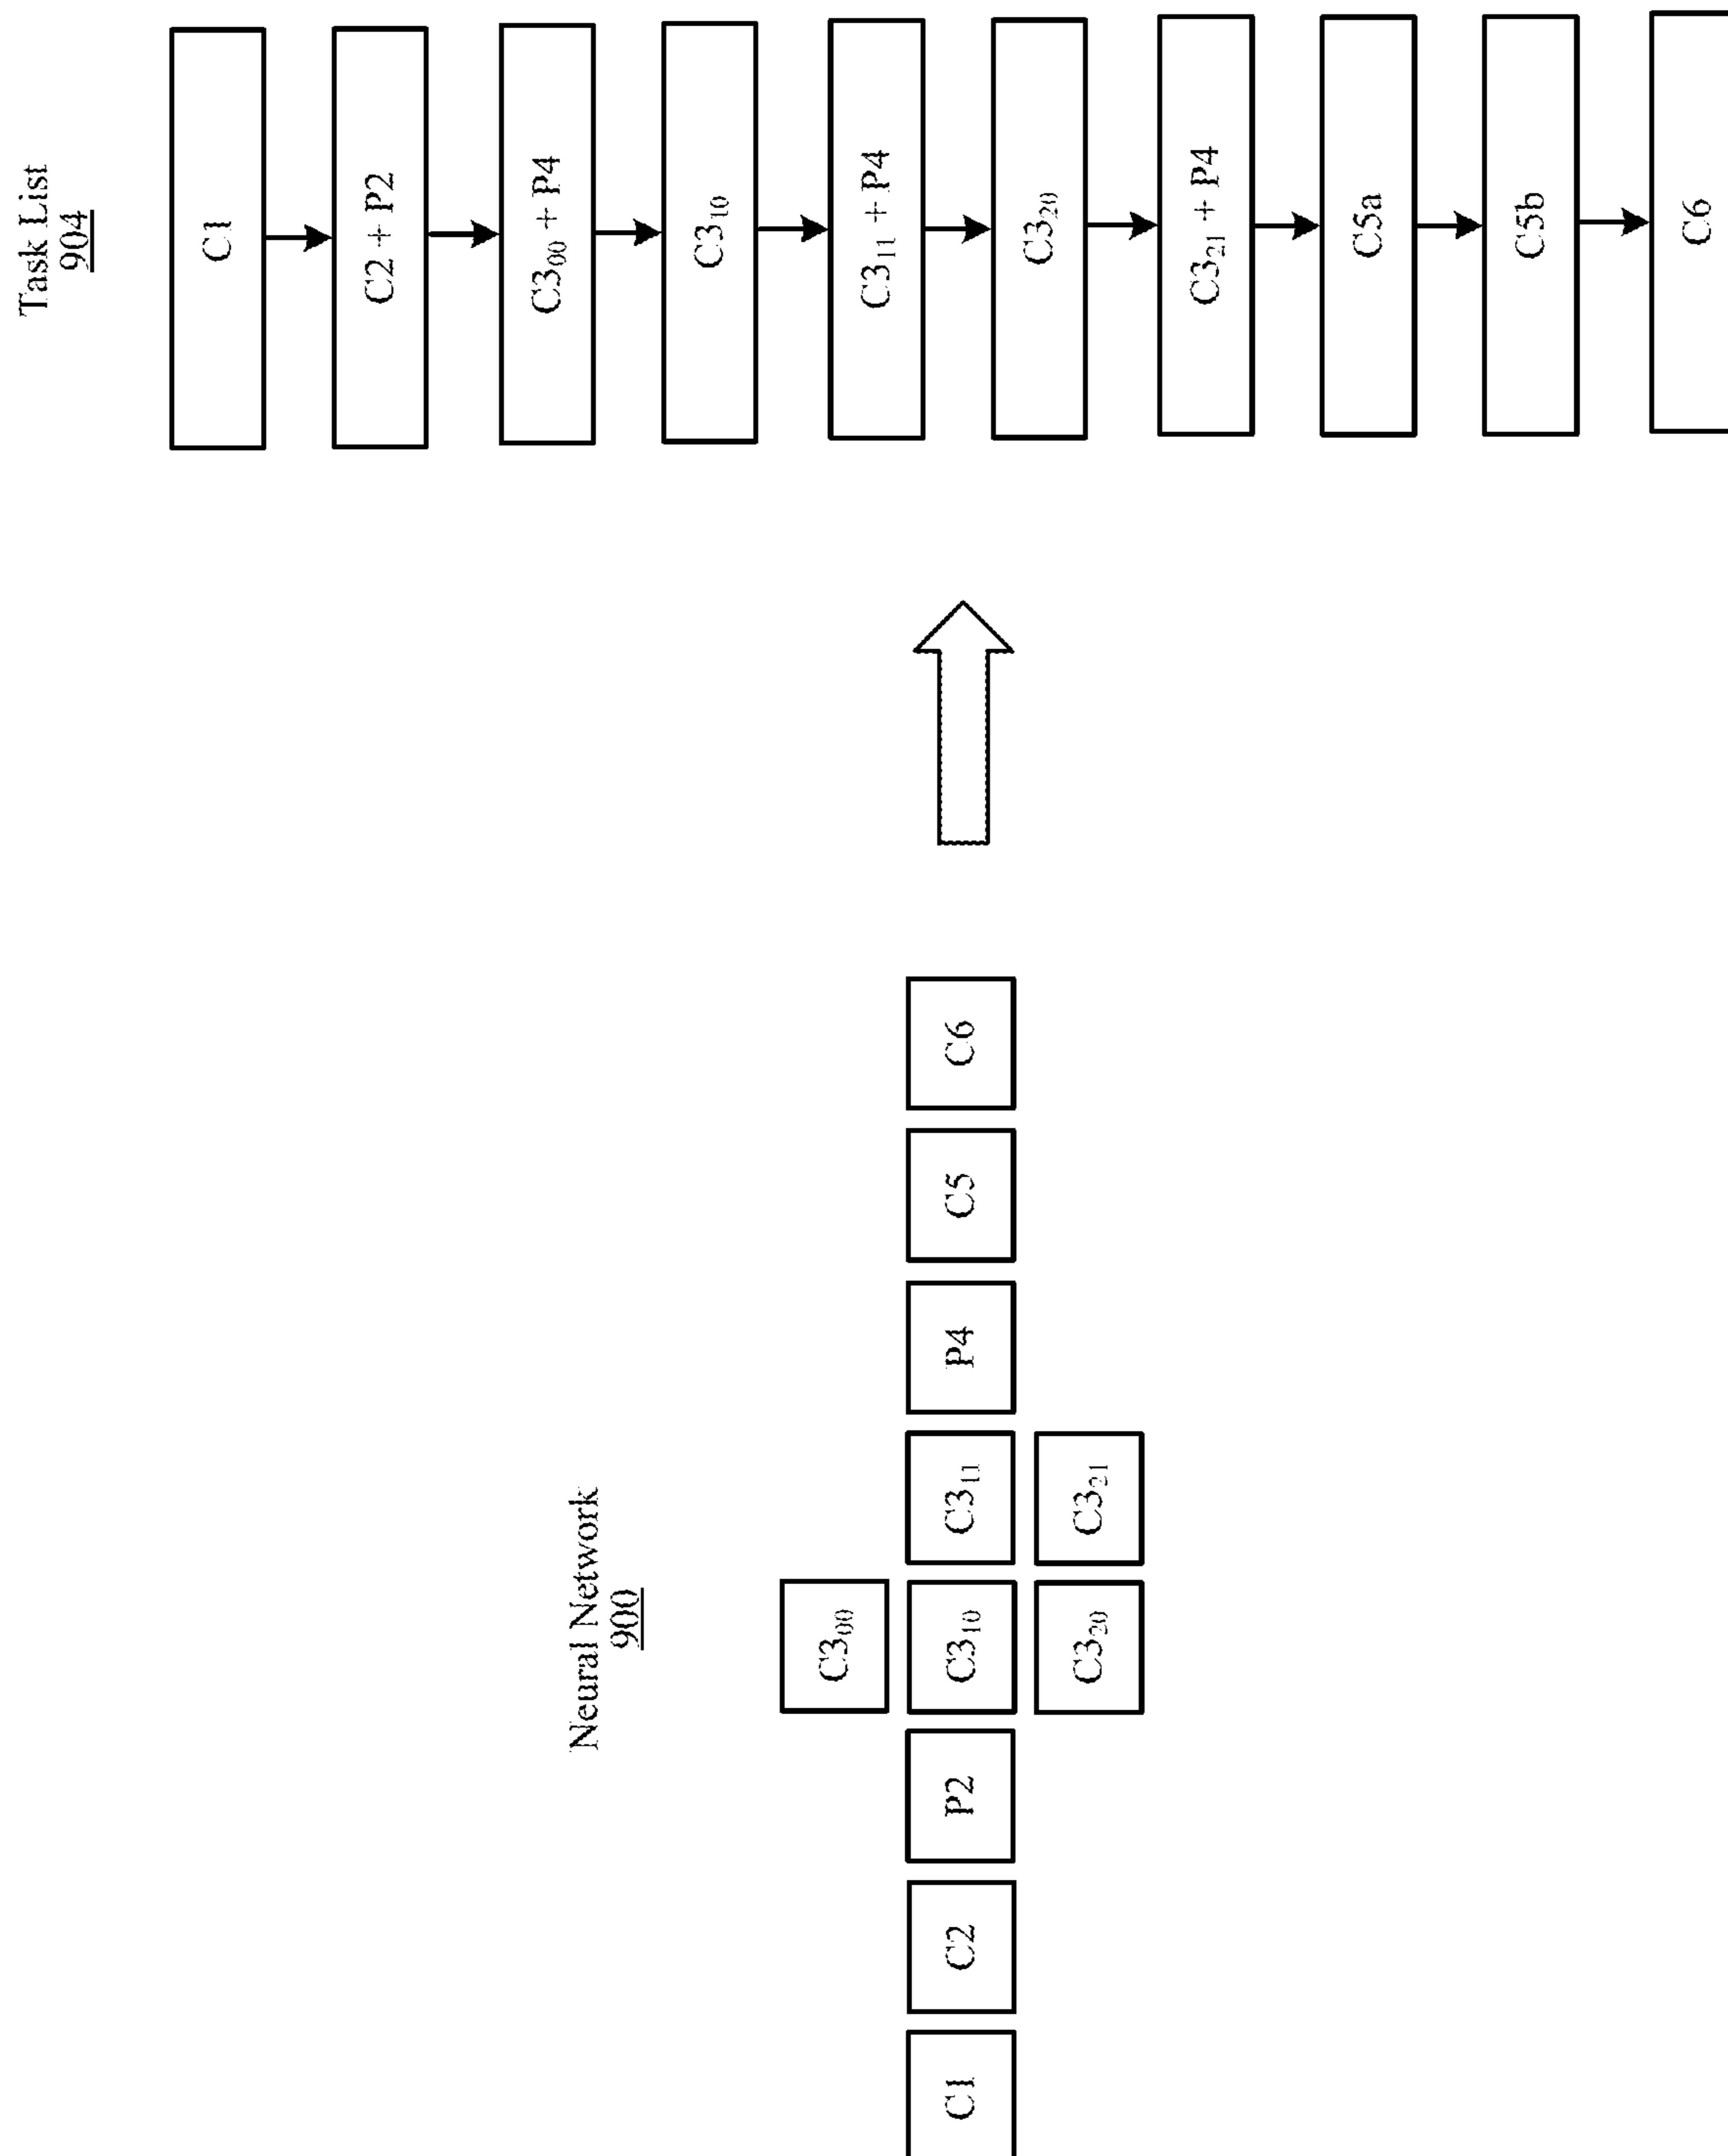 Neural Network
900
C1
C2
P2
C3₀₀
C3₁₀
C3₂₀
C3₁₁
C3₂₁
P4
C5
C6
Task List
904
C1
C2 + P2
C3₀₀ + P4
C3₁₀
C3₁₁ + P4
C3₂₀
C3₂₁ + P4
C5a
C5b
C6